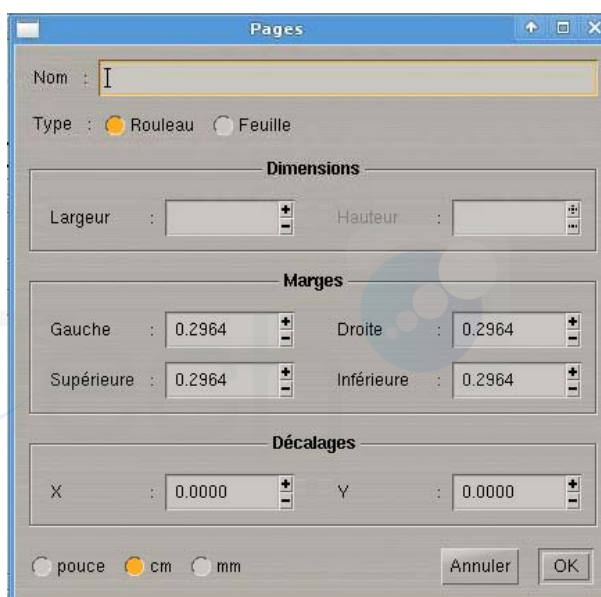 Pages
Nom :
Type : Rouleau Feuille
Dimensions
Largeur : Hauteur :
Marges
Gauche : 0.2964 Droite : 0.2964
Supérieure : 0.2964 Inférieure : 0.2964
Décalages
X : 0.0000 Y : 0.0000
pouce cm mm Annuler OK